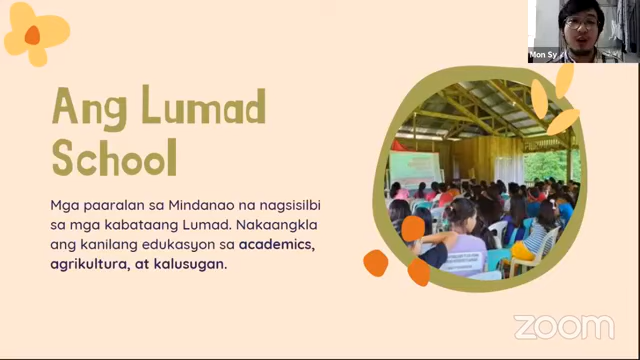 Mon Sy
Ang Lumad
School
Mga paaralan sa Mindanao na nagsisilbi
sa mga kabataang Lumad. Nakaangkla
ang kanilang edukasyon sa academics,
agrikultura, at kalusugan.
zoom